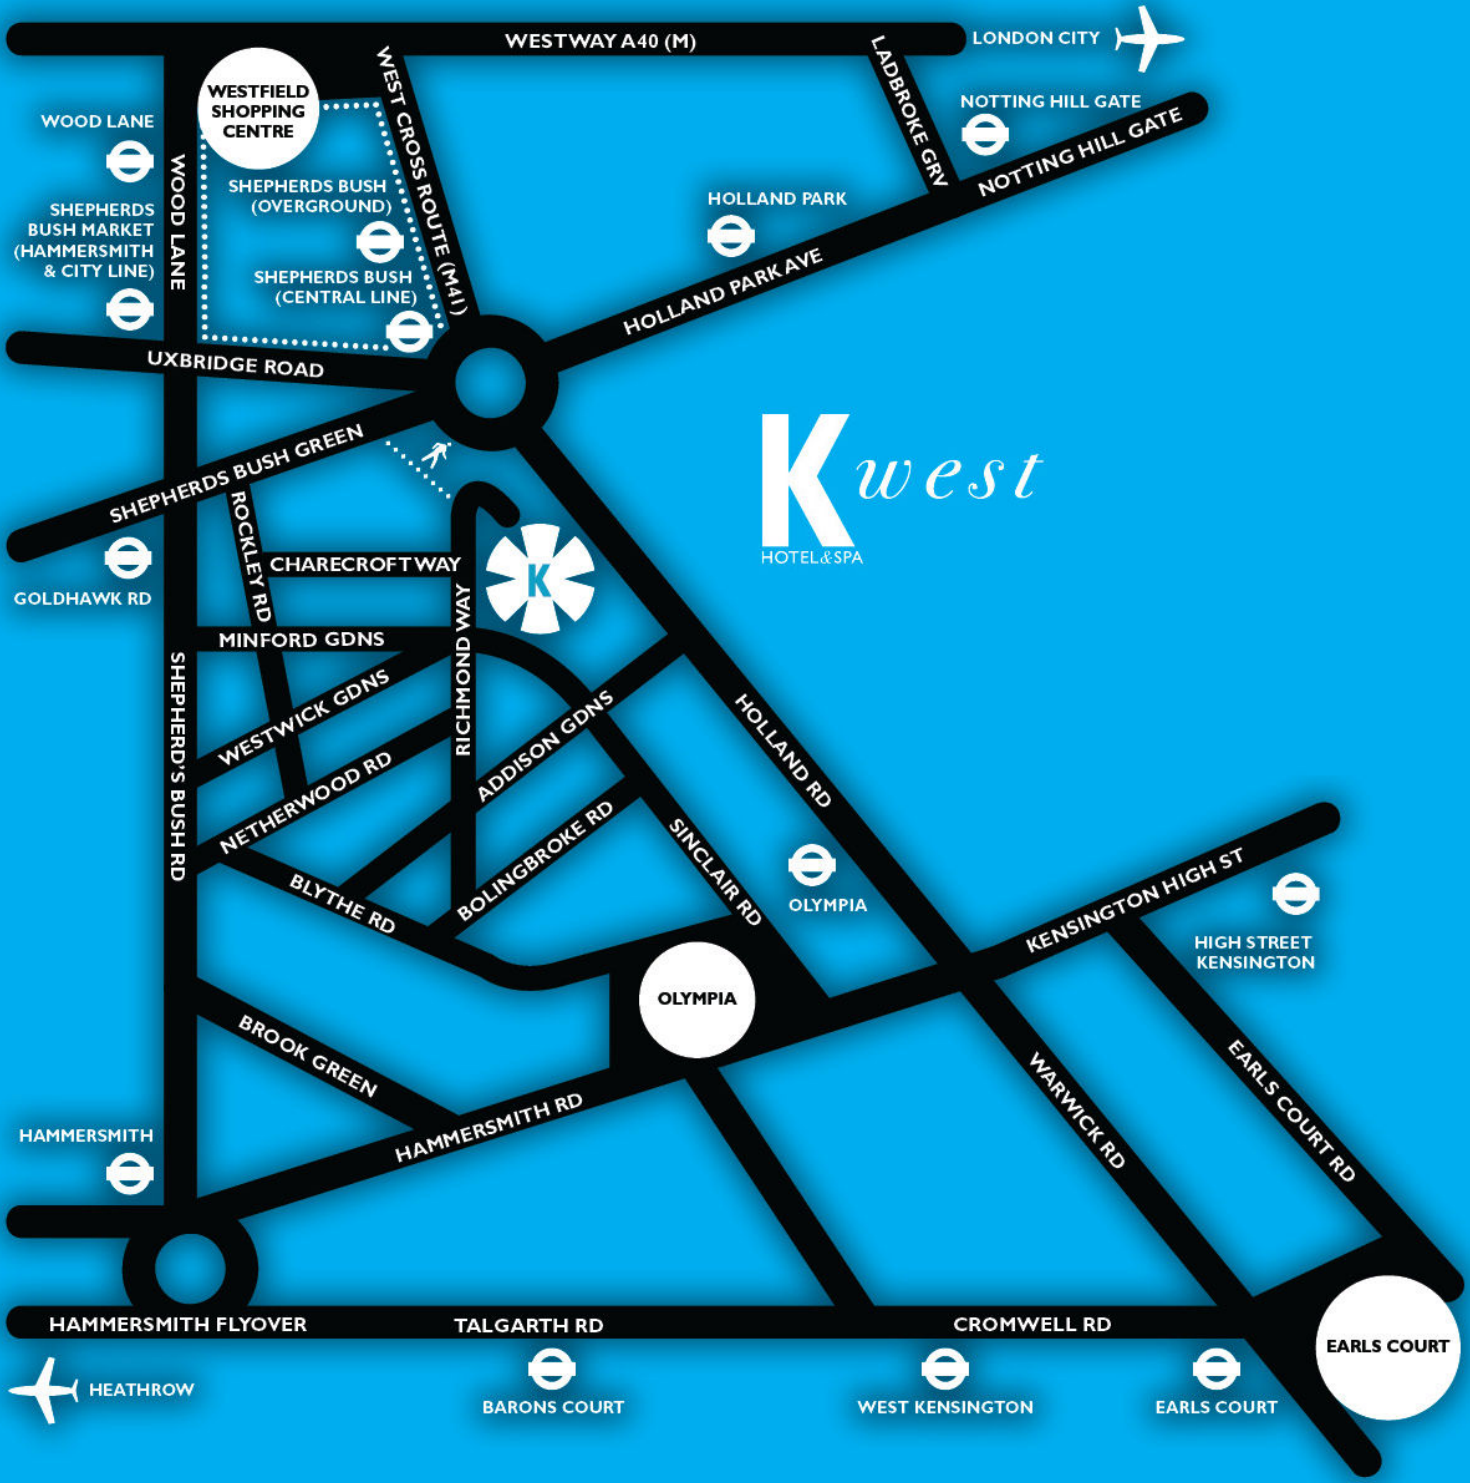 WESTWAY A40 (M)
LONDON CITY
WESTFIELD
SHOPPING
CENTRE
WEST CROSS ROUTE (M41)
LADBROKE GRV
NOTTING HILL GATE
NOTTING HILL GATE
WOOD LANE
WOOD LANE
SHEPHERDS BUSH
(OVERGROUND)
SHEPHERDS
BUSH MARKET
(HAMMERSMITH
& CITY LINE)
HOLLAND PARK
HOLLAND PARK AVE
SHEPHERDS BUSH
(CENTRAL LINE)
UXBRIDGE ROAD
SHEPHERDS BUSH GREEN
K west
HOTEL&SPA
ROCKLEY RD
CHARECROFT WAY
K
GOLDHAWK RD
MINFORD GDNS
RICHMOND WAY
SHEPHERD'S BUSH RD
WESTWICK GDNS
NETHERWOOD RD
ADDISON GDNS
HOLLAND RD
BOLINGBROKE RD
SINCLAIR RD
BLYTHE RD
OLYMPIA
KENSINGTON HIGH ST
HIGH STREET
KENSINGTON
OLYMPIA
BROOK GREEN
EARLS COURT RD
WARWICK RD
HAMMERSMITH RD
HAMMERSMITH
HAMMERSMITH FLYOVER
TALGARTH RD
CROMWELL RD
EARLS COURT
HEATHROW
BARONS COURT
WEST KENSINGTON
EARLS COURT